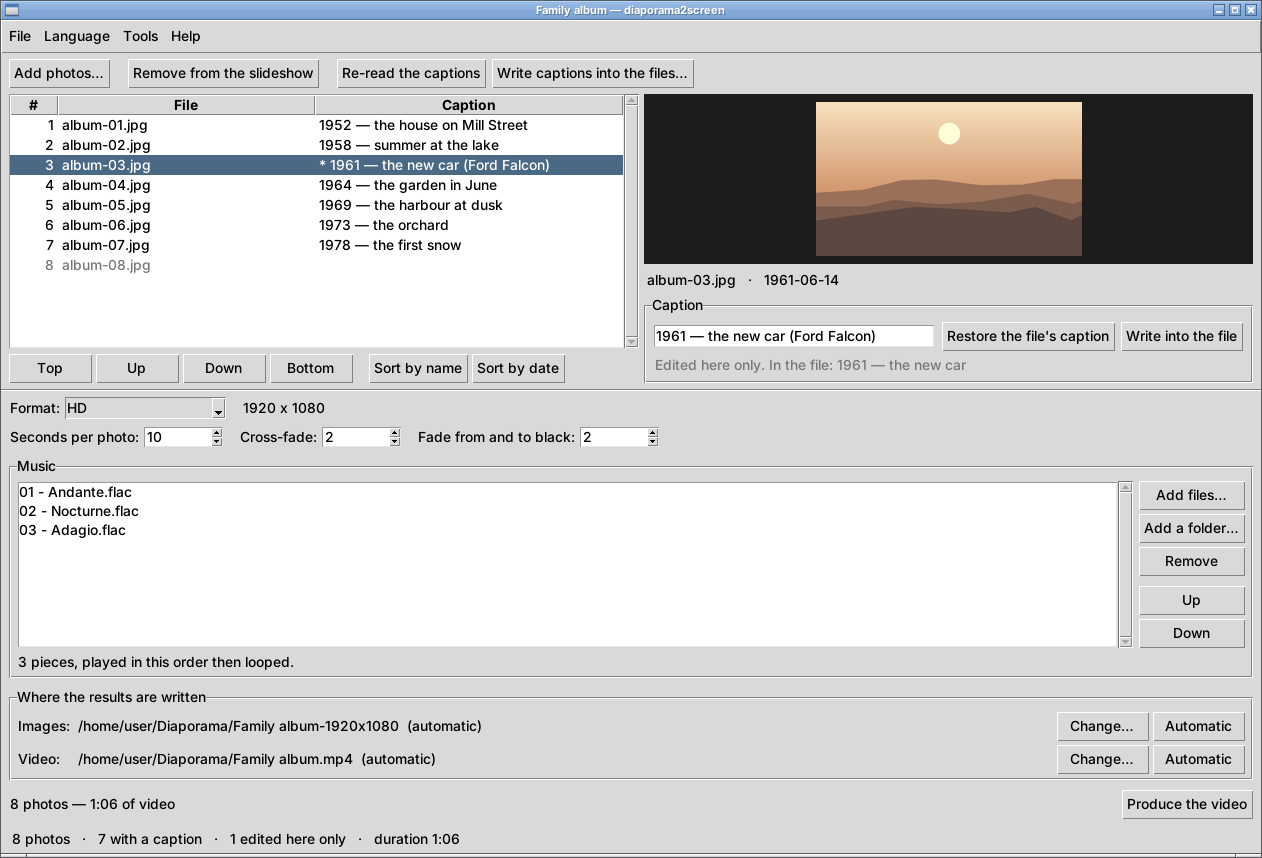 Family album — diaporama2screen
File Language Tools Help
Add photos... Remove from the slideshow Re-read the captions Write captions into the files...
# File Caption
1 album-01.jpg 1952 — the house on Mill Street
2 album-02.jpg 1958 — summer at the lake
3 album-03.jpg * 1961 — the new car (Ford Falcon)
4 album-04.jpg 1964 — the garden in June
5 album-05.jpg 1969 — the harbour at dusk
6 album-06.jpg 1973 — the orchard
7 album-07.jpg 1978 — the first snow
8 album-08.jpg
Top Up Down Bottom Sort by name Sort by date
album-03.jpg · 1961-06-14
Caption
1961 — the new car (Ford Falcon) Restore the file's caption Write into the file
Edited here only. In the file: 1961 — the new car
Format: HD 1920 x 1080
Seconds per photo: 10 Cross-fade: 2 Fade from and to black: 2
Music
01 - Andante.flac
02 - Nocturne.flac
03 - Adagio.flac
Add files...
Add a folder...
Remove
Up
Down
3 pieces, played in this order then looped.
Where the results are written
Images: /home/user/Diaporama/Family album-1920x1080 (automatic) Change... Automatic
Video: /home/user/Diaporama/Family album.mp4 (automatic) Change... Automatic
8 photos — 1:06 of video Produce the video
8 photos · 7 with a caption · 1 edited here only · duration 1:06